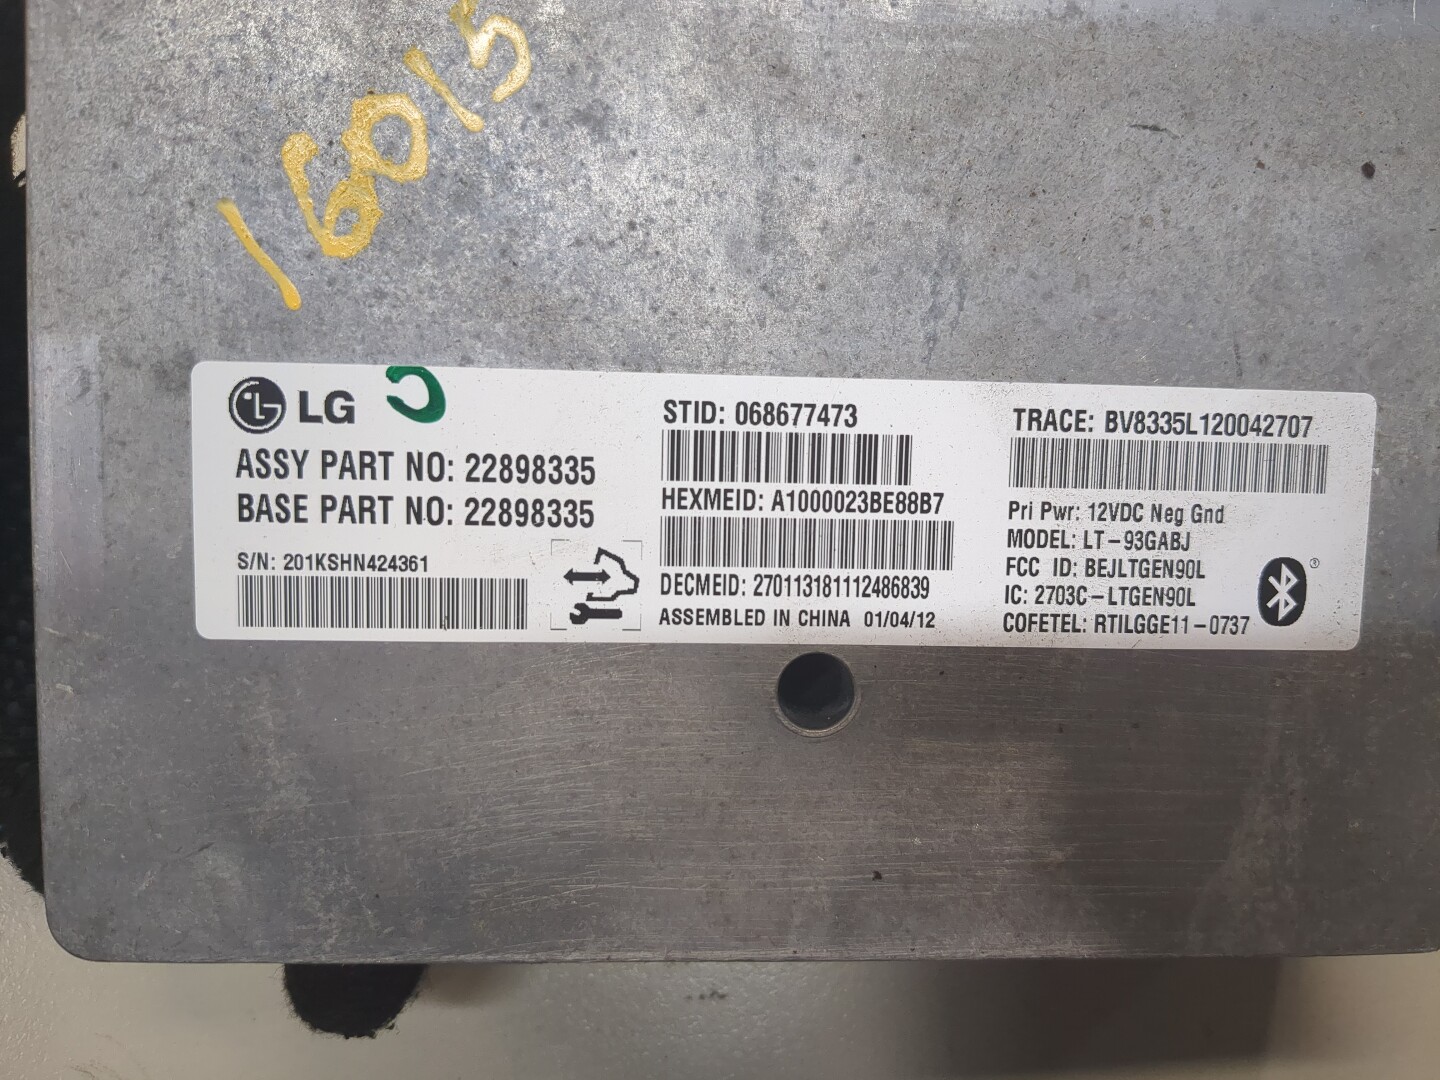 16015
LG
ASSY PART NO: 22898335
BASE PART NO: 22898335
S/N: 201KSHN424361
STID: 068677473
HEXMEID: A1000023BE88B7
DECMEID: 270113181112486839
ASSEMBLED IN CHINA 01/04/12
TRACE: BV8335L120042707
Pri Pwr: 12VDC Neg Gnd
MODEL: LT-93GABJ
FCC ID: BEJLTGEN90L
IC: 2703C-LTGEN90L
COFETEL: RTILGGE11-0737